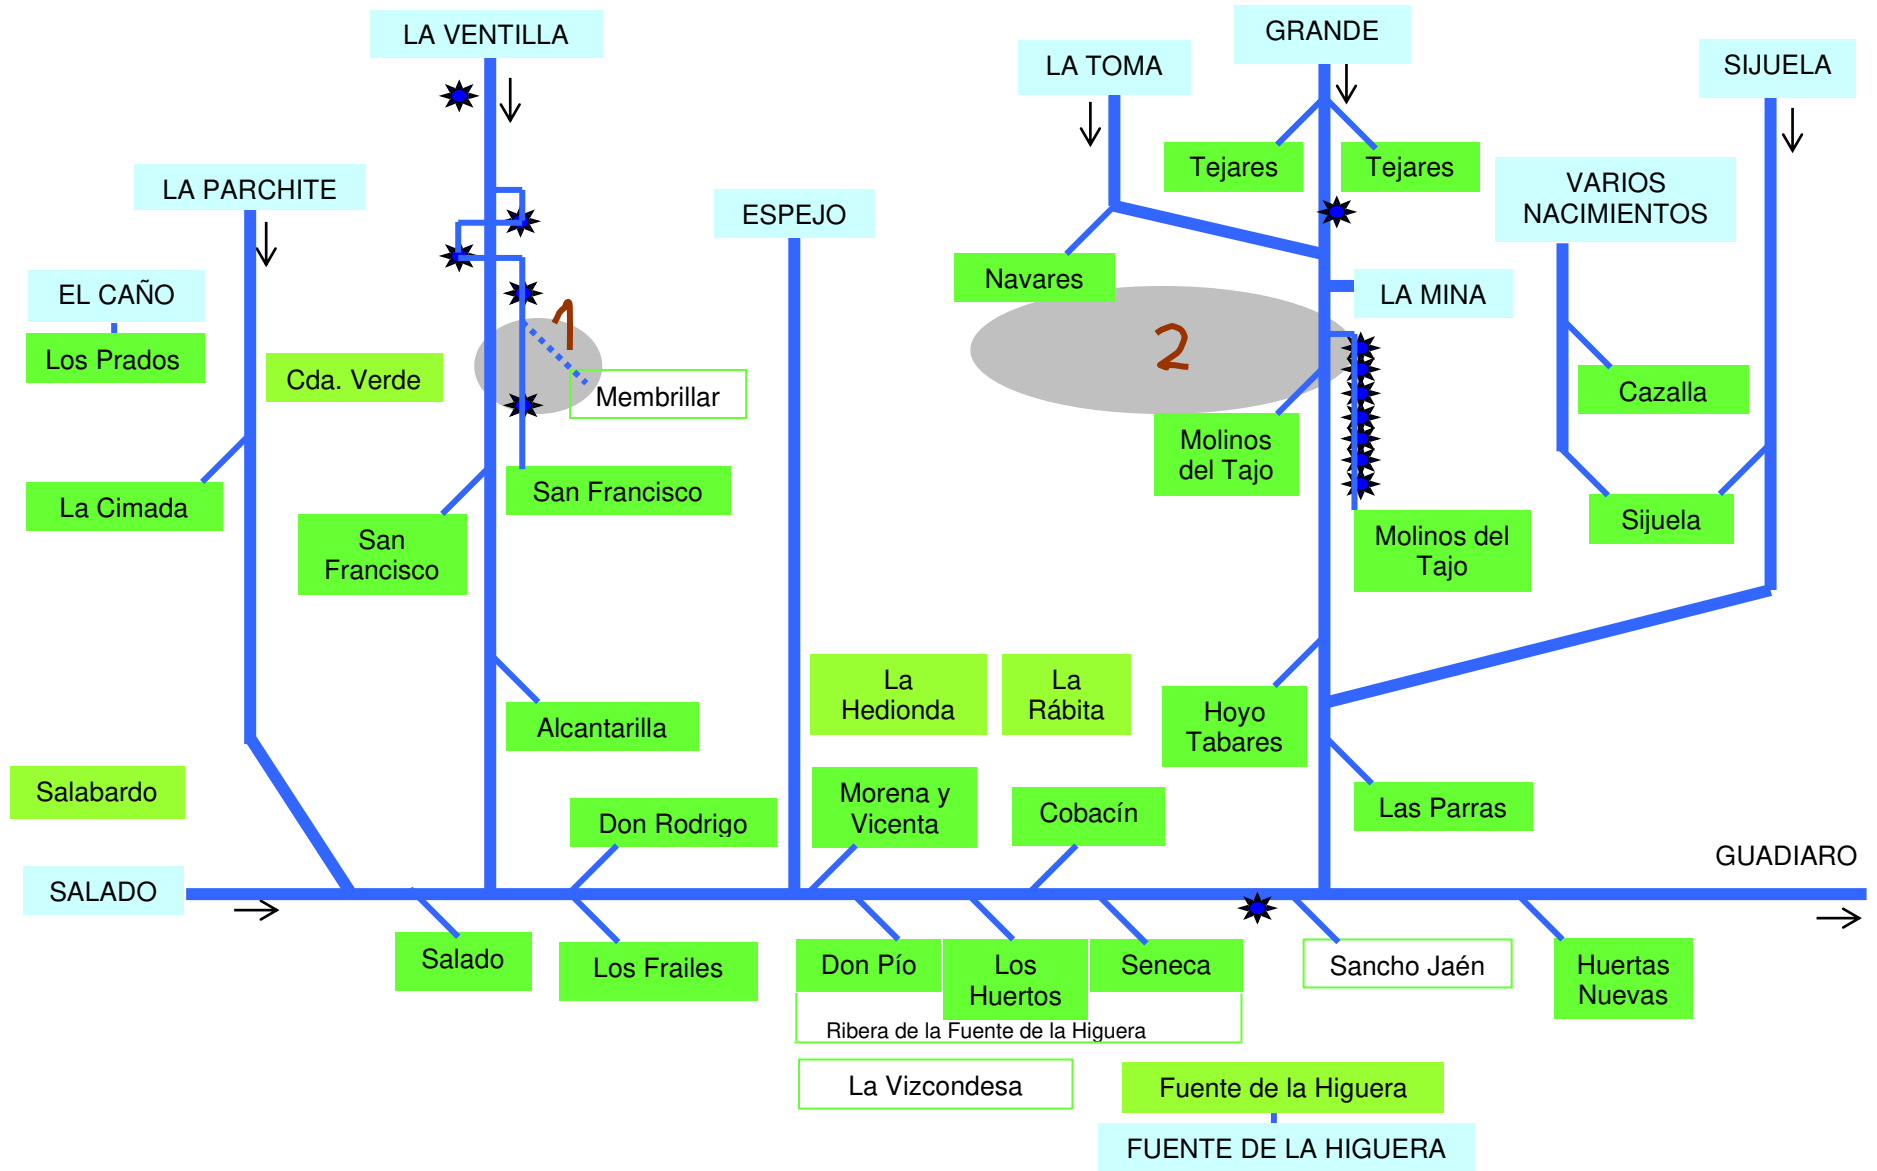 LA VENTILLA
GRANDE
LA TOMA
SIJUELA
Tejares
Tejares
LA PARCHITE
VARIOS
NACIMIENTOS
ESPEJO
Navares
EL CAÑO
LA MINA
1
2
Los Prados
Cda. Verde
Membrillar
Cazalla
Molinos
del Tajo
San Francisco
La Cimada
Sijuela
San
Francisco
Molinos del
Tajo
La
Hedionda
La
Rábita
Hoyo
Tabares
Alcantarilla
Salabardo
Morena y
Vicenta
Cobacín
Las Parras
Don Rodrigo
GUADIARO
SALADO
Salado
Los Frailes
Don Pío
Los
Huertos
Seneca
Sancho Jaén
Huertas
Nuevas
Ribera de la Fuente de la Higuera
La Vizcondesa
Fuente de la Higuera
FUENTE DE LA HIGUERA